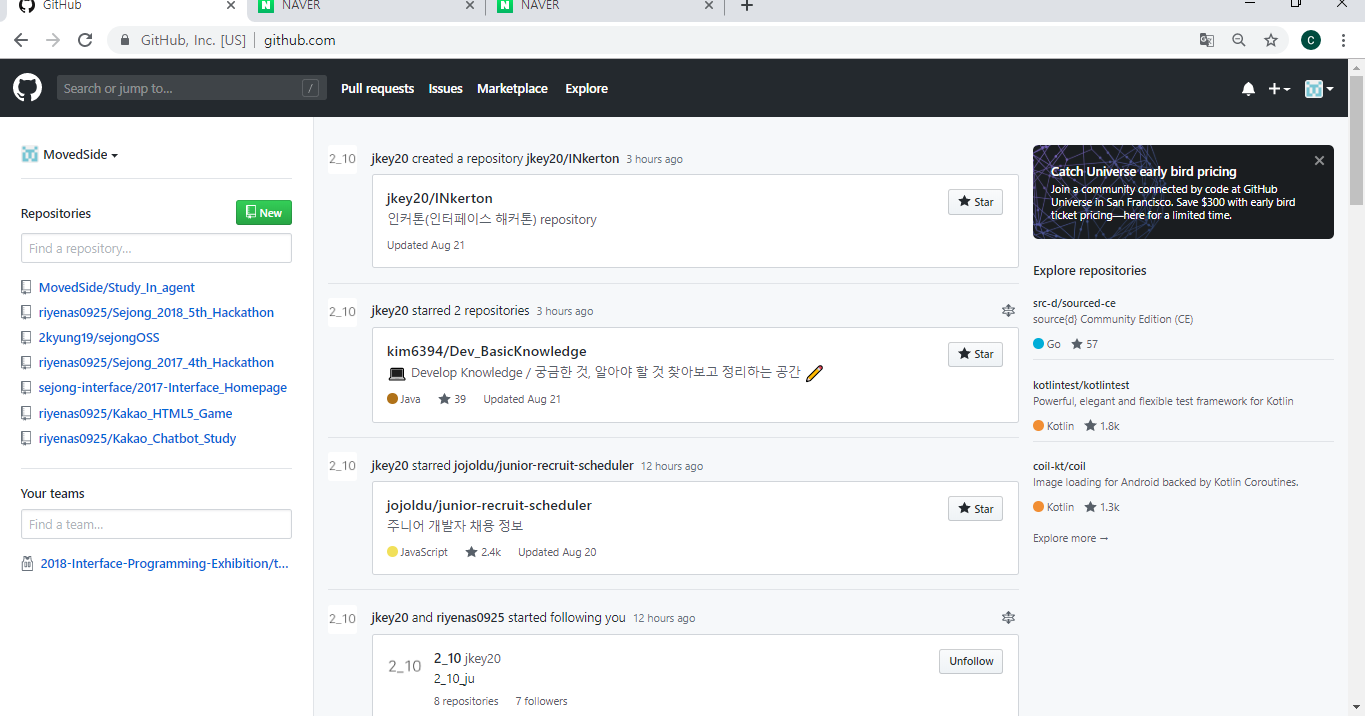 GitHub
NAVER
NAVER
GitHub, Inc. [US] | github.com
C
Search or jump to...
/
Pull requests
Issues
Marketplace
Explore
MovedSide
Repositories
New
Find a repository...
MovedSide/Study_In_agent
riyenas0925/Sejong_2018_5th_Hackathon
2kyung19/sejongOSS
riyenas0925/Sejong_2017_4th_Hackathon
sejong-interface/2017-Interface_Homepage
riyenas0925/Kakao_HTML5_Game
riyenas0925/Kakao_Chatbot_Study
Your teams
Find a team...
2018-Interface-Programming-Exhibition/t...
2_10
jkey20 created a repository jkey20/INkerton 3 hours ago
jkey20/INkerton
Star
인커톤(인터페이스 해커톤) repository
Updated Aug 21
2_10
jkey20 starred 2 repositories 3 hours ago
kim6394/Dev_BasicKnowledge
Star
Develop Knowledge / 궁금한 것, 알아야 할 것 찾아보고 정리하는 공간
Java 39 Updated Aug 21
2_10
jkey20 starred jojoldu/junior-recruit-scheduler 12 hours ago
jojoldu/junior-recruit-scheduler
Star
주니어 개발자 채용 정보
JavaScript 2.4k Updated Aug 20
2_10
jkey20 and riyenas0925 started following you 12 hours ago
2_10
2_10 jkey20
Unfollow
2_10_ju
8 repositories 7 followers
Catch Universe early bird pricing
Join a community connected by code at GitHub
Universe in San Francisco. Save $300 with early bird
ticket pricing—here for a limited time.
Explore repositories
src-d/sourced-ce
source{d} Community Edition (CE)
Go 57
kotlintest/kotlintest
Powerful, elegant and flexible test framework for Kotlin
Kotlin 1.8k
coil-kt/coil
Image loading for Android backed by Kotlin Coroutines.
Kotlin 1.3k
Explore more →